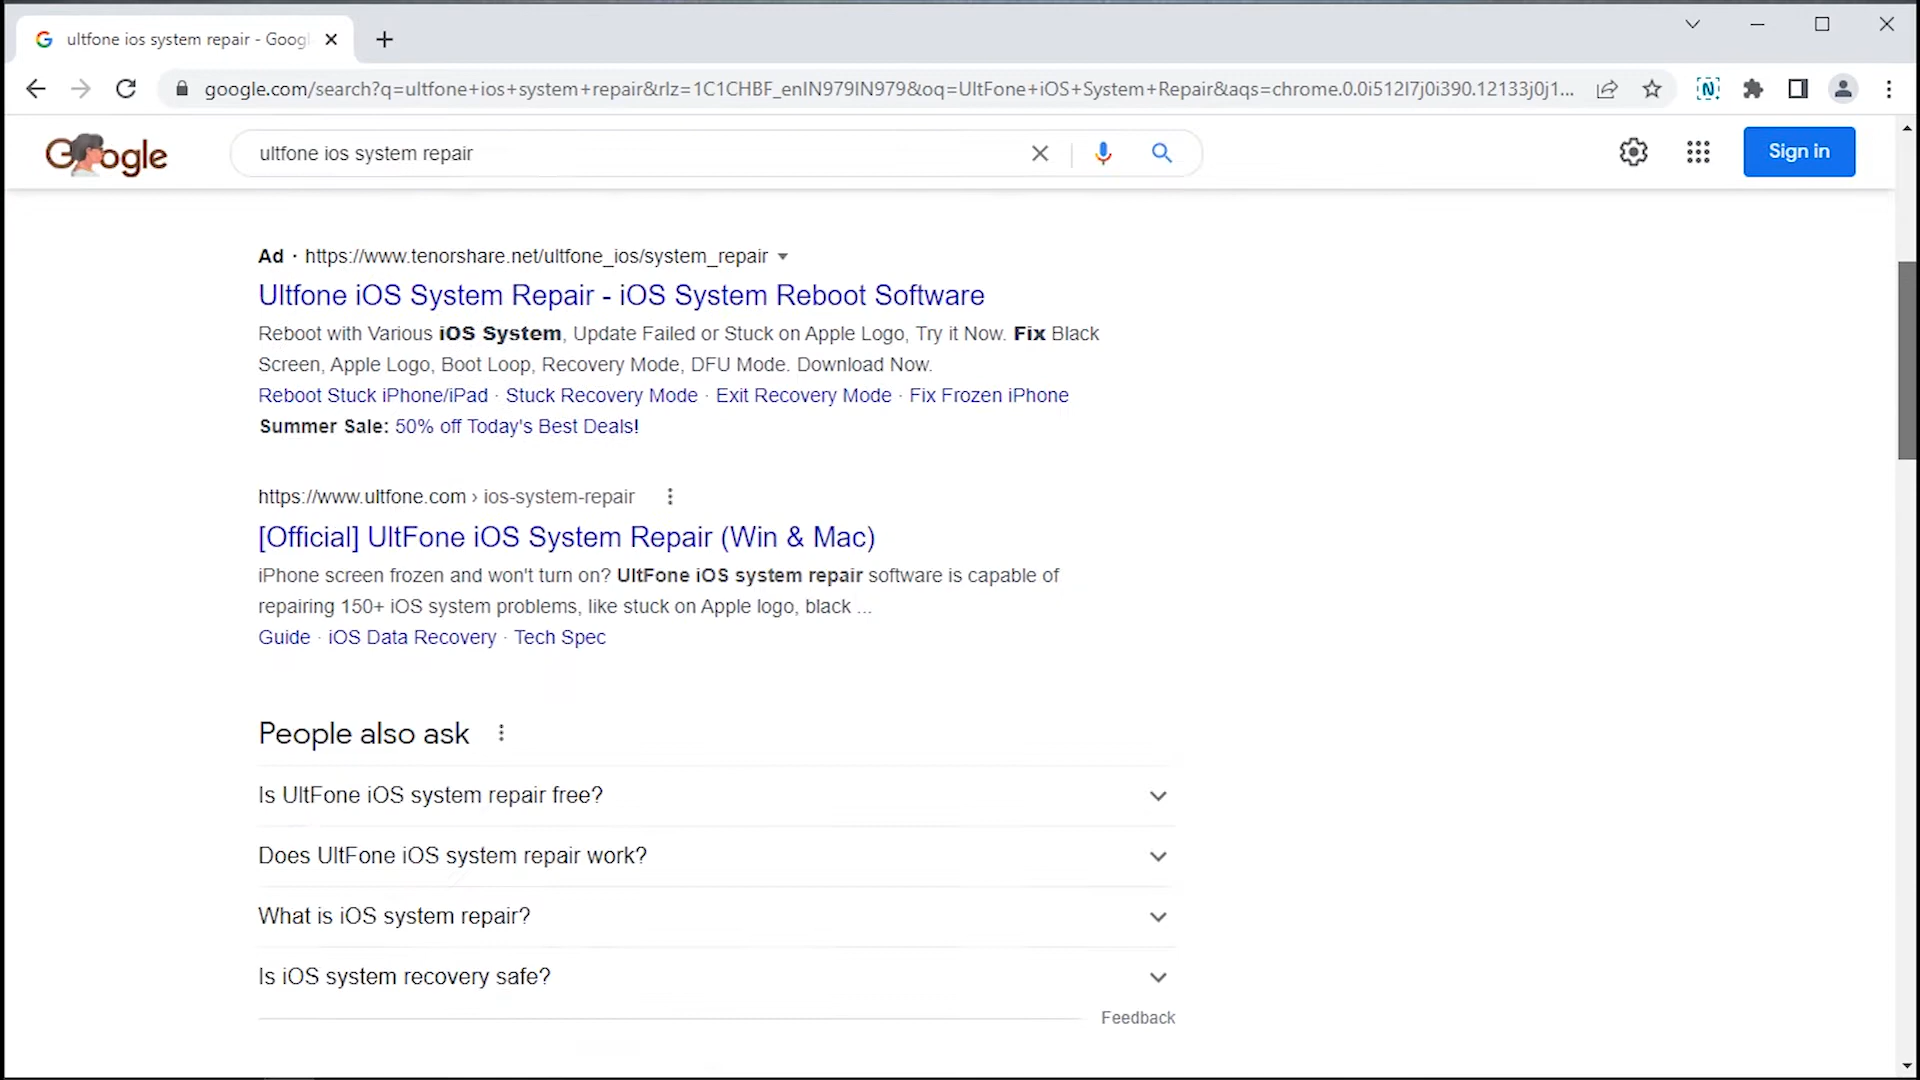 ultfone ios system repair - Googl
google.com/search?q=ultfone+ios+system+repair&rlz=1C1CHBF_enIN979IN979&oq=UltFone+iOS+System+Repair&aqs=chrome.0.0i512l7j0i390.12133j0j1...
Google
ultfone ios system repair
Sign in
Ad · https://www.tenorshare.net/ultfone_ios/system_repair
Ultfone iOS System Repair - iOS System Reboot Software
Reboot with Various iOS System, Update Failed or Stuck on Apple Logo, Try it Now. Fix Black
Screen, Apple Logo, Boot Loop, Recovery Mode, DFU Mode. Download Now.
Reboot Stuck iPhone/iPad · Stuck Recovery Mode · Exit Recovery Mode · Fix Frozen iPhone
Summer Sale: 50% off Today's Best Deals!
https://www.ultfone.com › ios-system-repair
[Official] UltFone iOS System Repair (Win & Mac)
iPhone screen frozen and won't turn on? UltFone iOS system repair software is capable of
repairing 150+ iOS system problems, like stuck on Apple logo, black ...
Guide · iOS Data Recovery · Tech Spec
People also ask
Is UltFone iOS system repair free?
Does UltFone iOS system repair work?
What is iOS system repair?
Is iOS system recovery safe?
Feedback